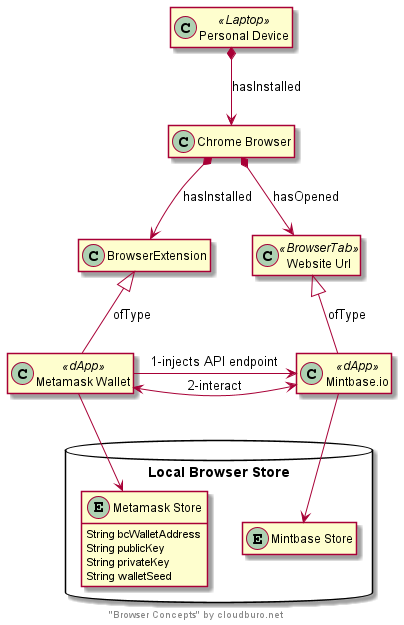 C
«Laptop»
Personal Device
hasInstalled
C Chrome Browser
hasInstalled
hasOpened
C BrowserExtension
C
«BrowserTab»
Website Url
ofType
ofType
C
«dApp»
Metamask Wallet
1-injects API endpoint
2-interact
C
«dApp»
Mintbase.io
Local Browser Store
E Metamask Store
String bcWalletAddress
String publicKey
String privateKey
String walletSeed
E Mintbase Store
"Browser Concepts" by cloudburo.net